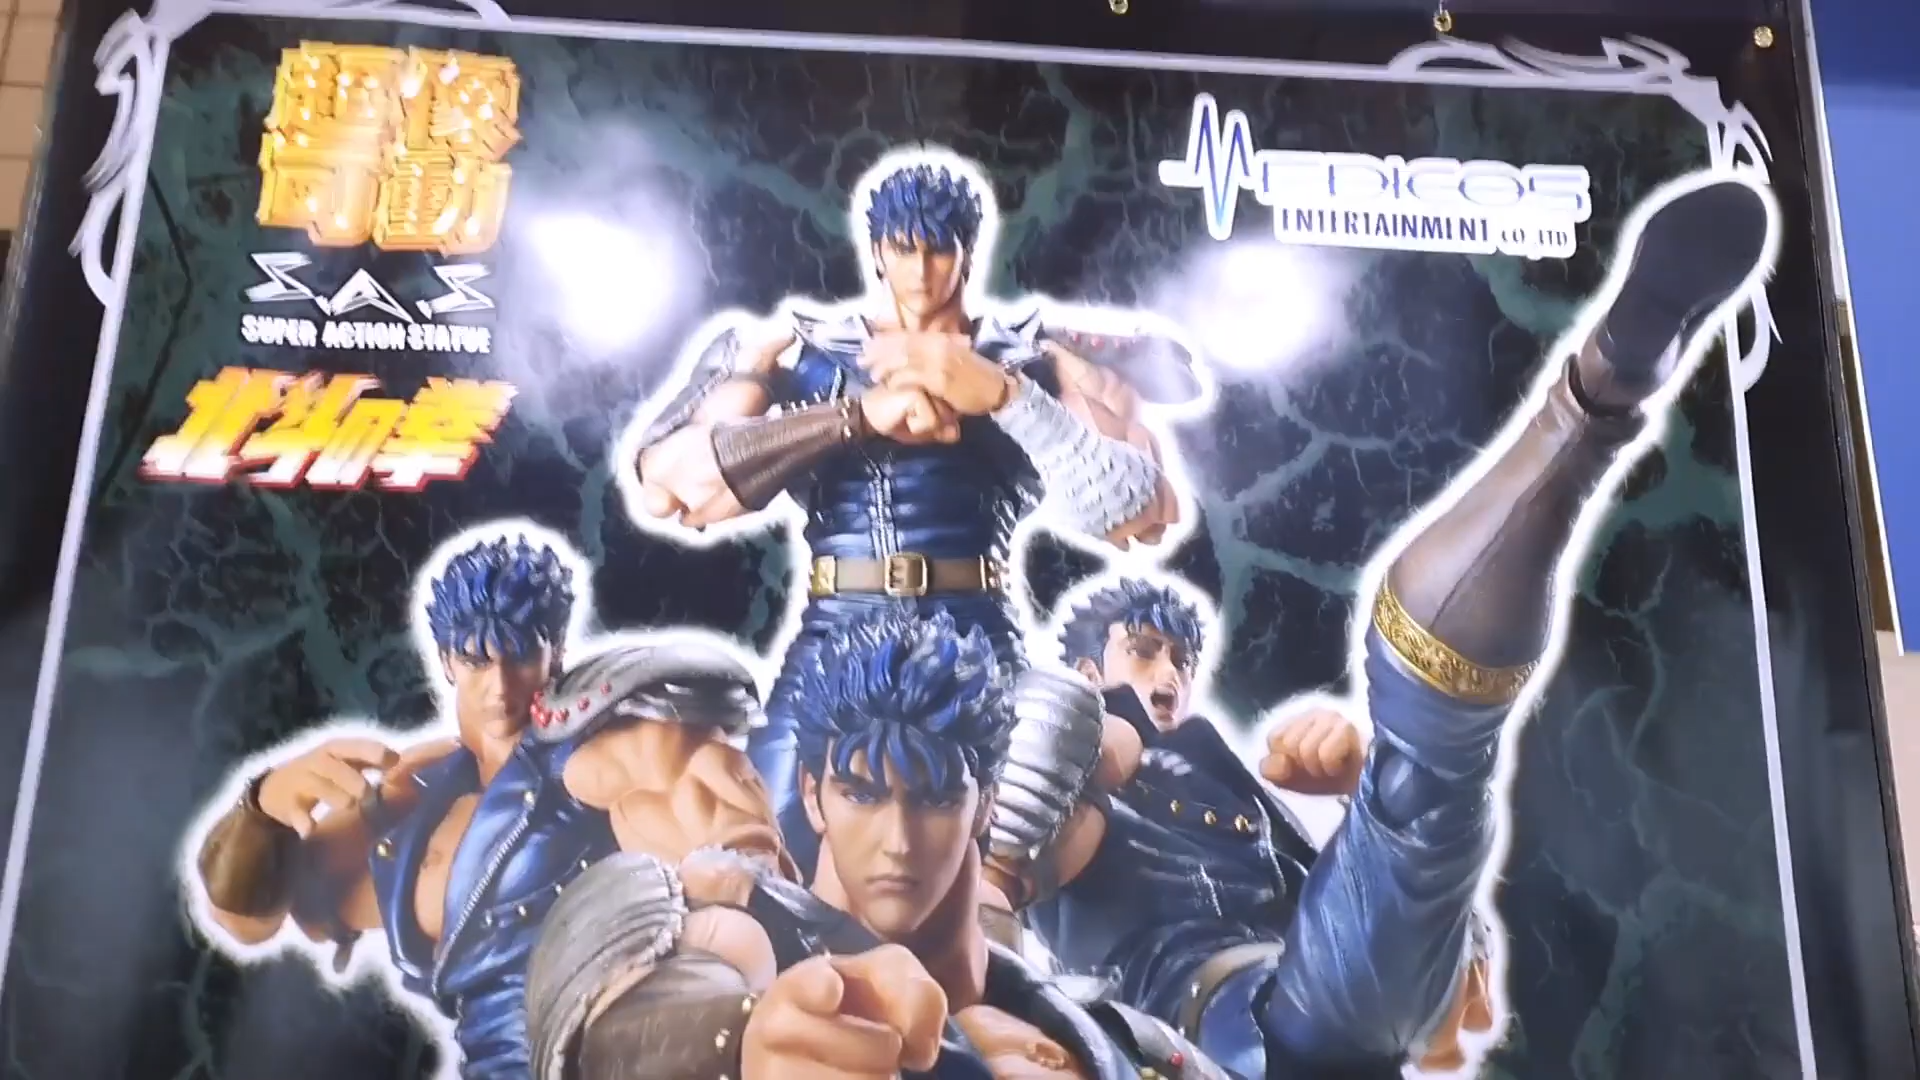 超像
可動
S.A.S
SUPER ACTION STATUE
北斗の拳
MEDICOS
ENTERTAINMENT CO.,LTD